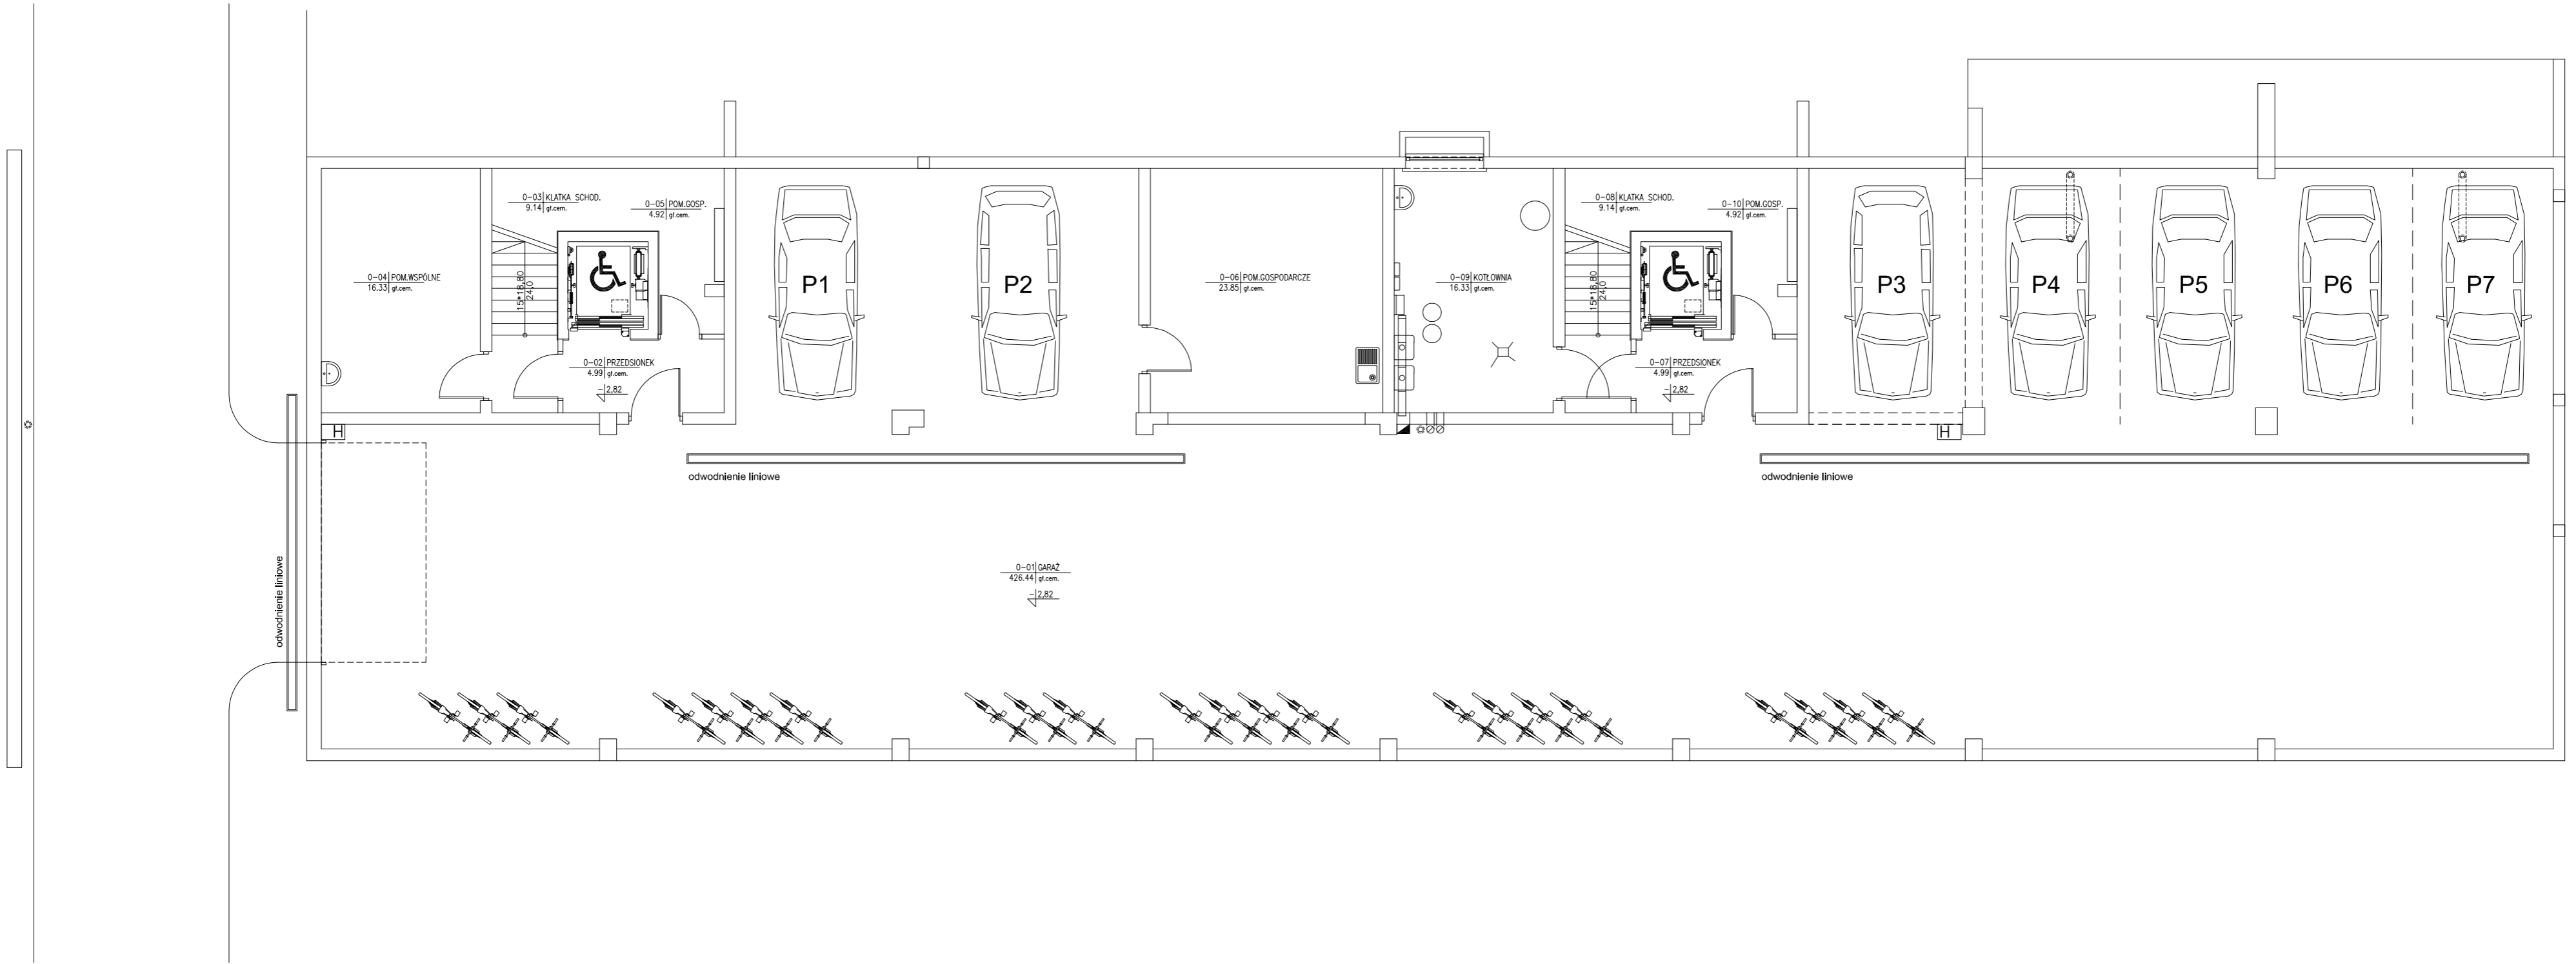 0-03 KLATKA SCHOD.
9.14 gt.cem.
0-05 POM.GOSP.
4.92 gt.cem.
0-04 POM.WSPÓLNE
16.33 gt.cem.
15*18,80
24,0
0-02 PRZEDSIONEK
4.99 gt.cem.
-2,82
H
P1
P2
0-06 POM.GOSPODARCZE
23.85 gt.cem.
0-09 KOTŁOWNIA
16.33 gt.cem.
0-08 KLATKA SCHOD.
9.14 gt.cem.
0-10 POM.GOSP.
4.92 gt.cem.
15*18,80
24,0
0-07 PRZEDSIONEK
4.99 gt.cem.
-2,82
P3
P4
P5
P6
P7
H
odwodnienie liniowe
odwodnienie liniowe
odwodnienie liniowe
0-01 GARAŻ
426.44 gt.cem.
-2,82